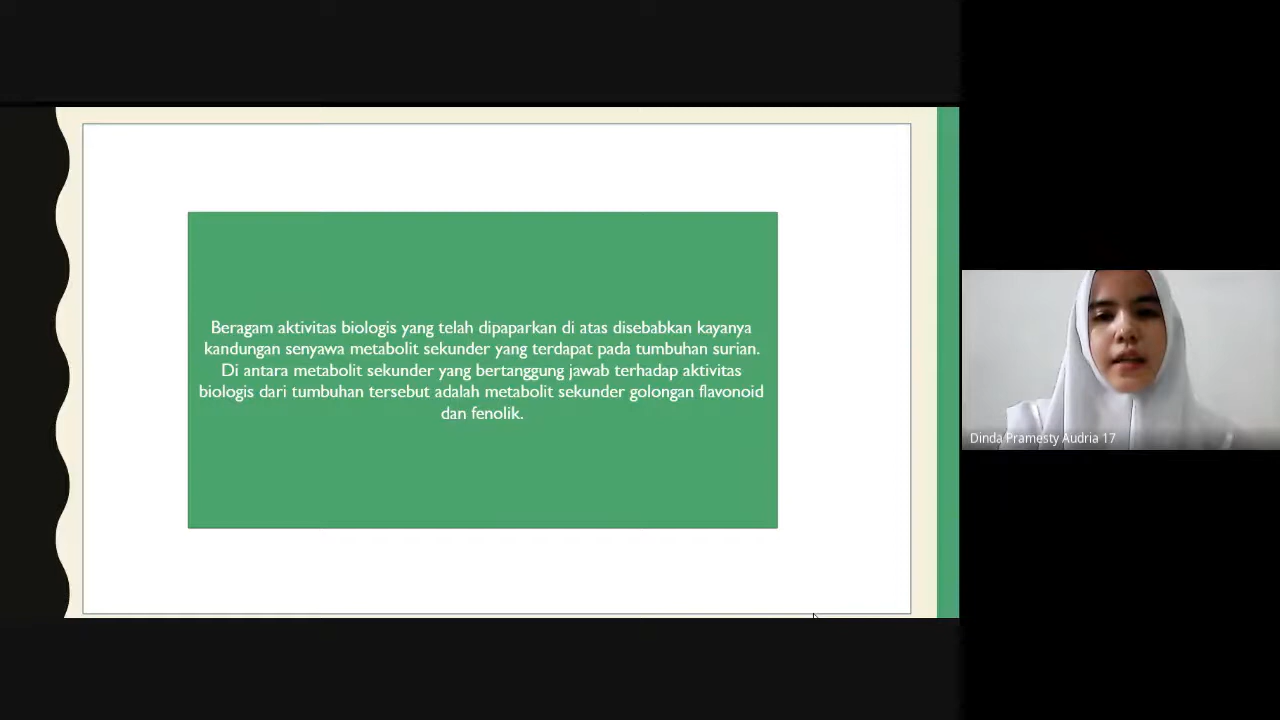 Beragam aktivitas biologis yang telah dipaparkan di atas disebabkan kayanya
kandungan senyawa metabolit sekunder yang terdapat pada tumbuhan surian.
Di antara metabolit sekunder yang bertanggung jawab terhadap aktivitas
biologis dari tumbuhan tersebut adalah metabolit sekunder golongan flavonoid
dan fenolik.
Dinda Pramesty Audria 17